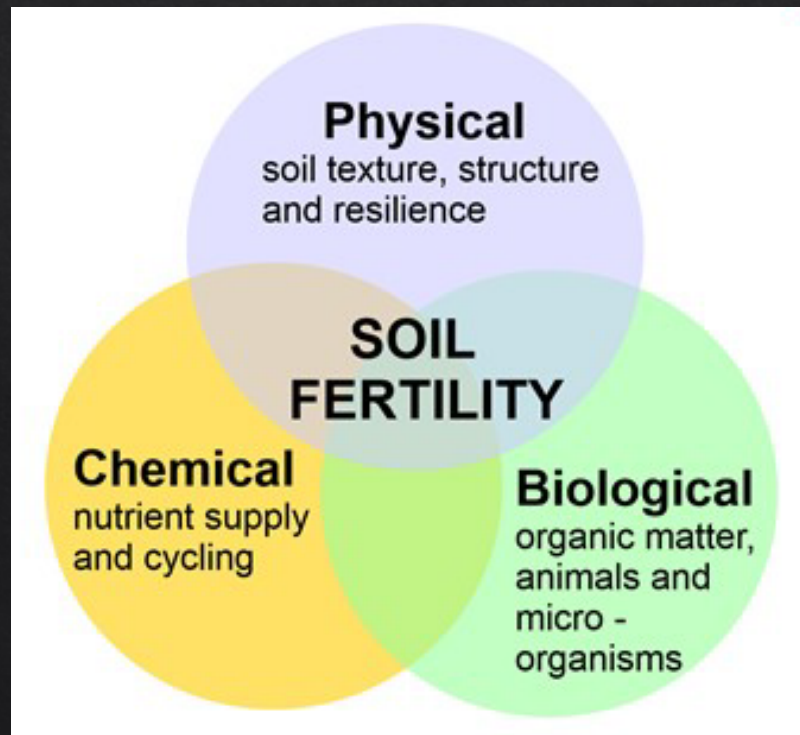 Physical
soil texture, structure
and resilience
SOIL
FERTILITY
Chemical
nutrient supply
and cycling
Biological
organic matter,
animals and
micro -
organisms